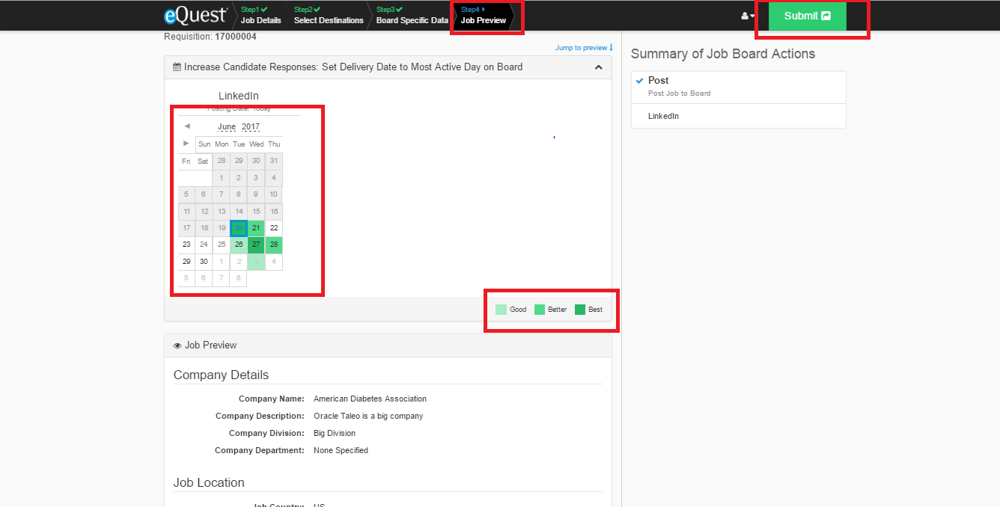 eQuest
Step1
Job Details
Step2
Select Destinations
Step3
Board Specific Data
Step4
Job Preview
Submit
Requisition: 17000004
Jump to preview
Increase Candidate Responses: Set Delivery Date to Most Active Day on Board
LinkedIn
Posting Date: Today
June 2017
Sun Mon Tue Wed Thu
Fri Sat 28 29 30 31
1 2 3 4
5 6 7 8 9 10
11 12 13 14 15 16
17 18 19 20 21 22
23 24 25 26 27 28
29 30 1 2 3 4
5 6 7 8
Good Better Best
Job Preview
Company Details
Company Name: American Diabetes Association
Company Description: Oracle Taleo is a big company
Company Division: Big Division
Company Department: None Specified
Job Location
Job Country: US
Summary of Job Board Actions
Post
Post Job to Board
LinkedIn